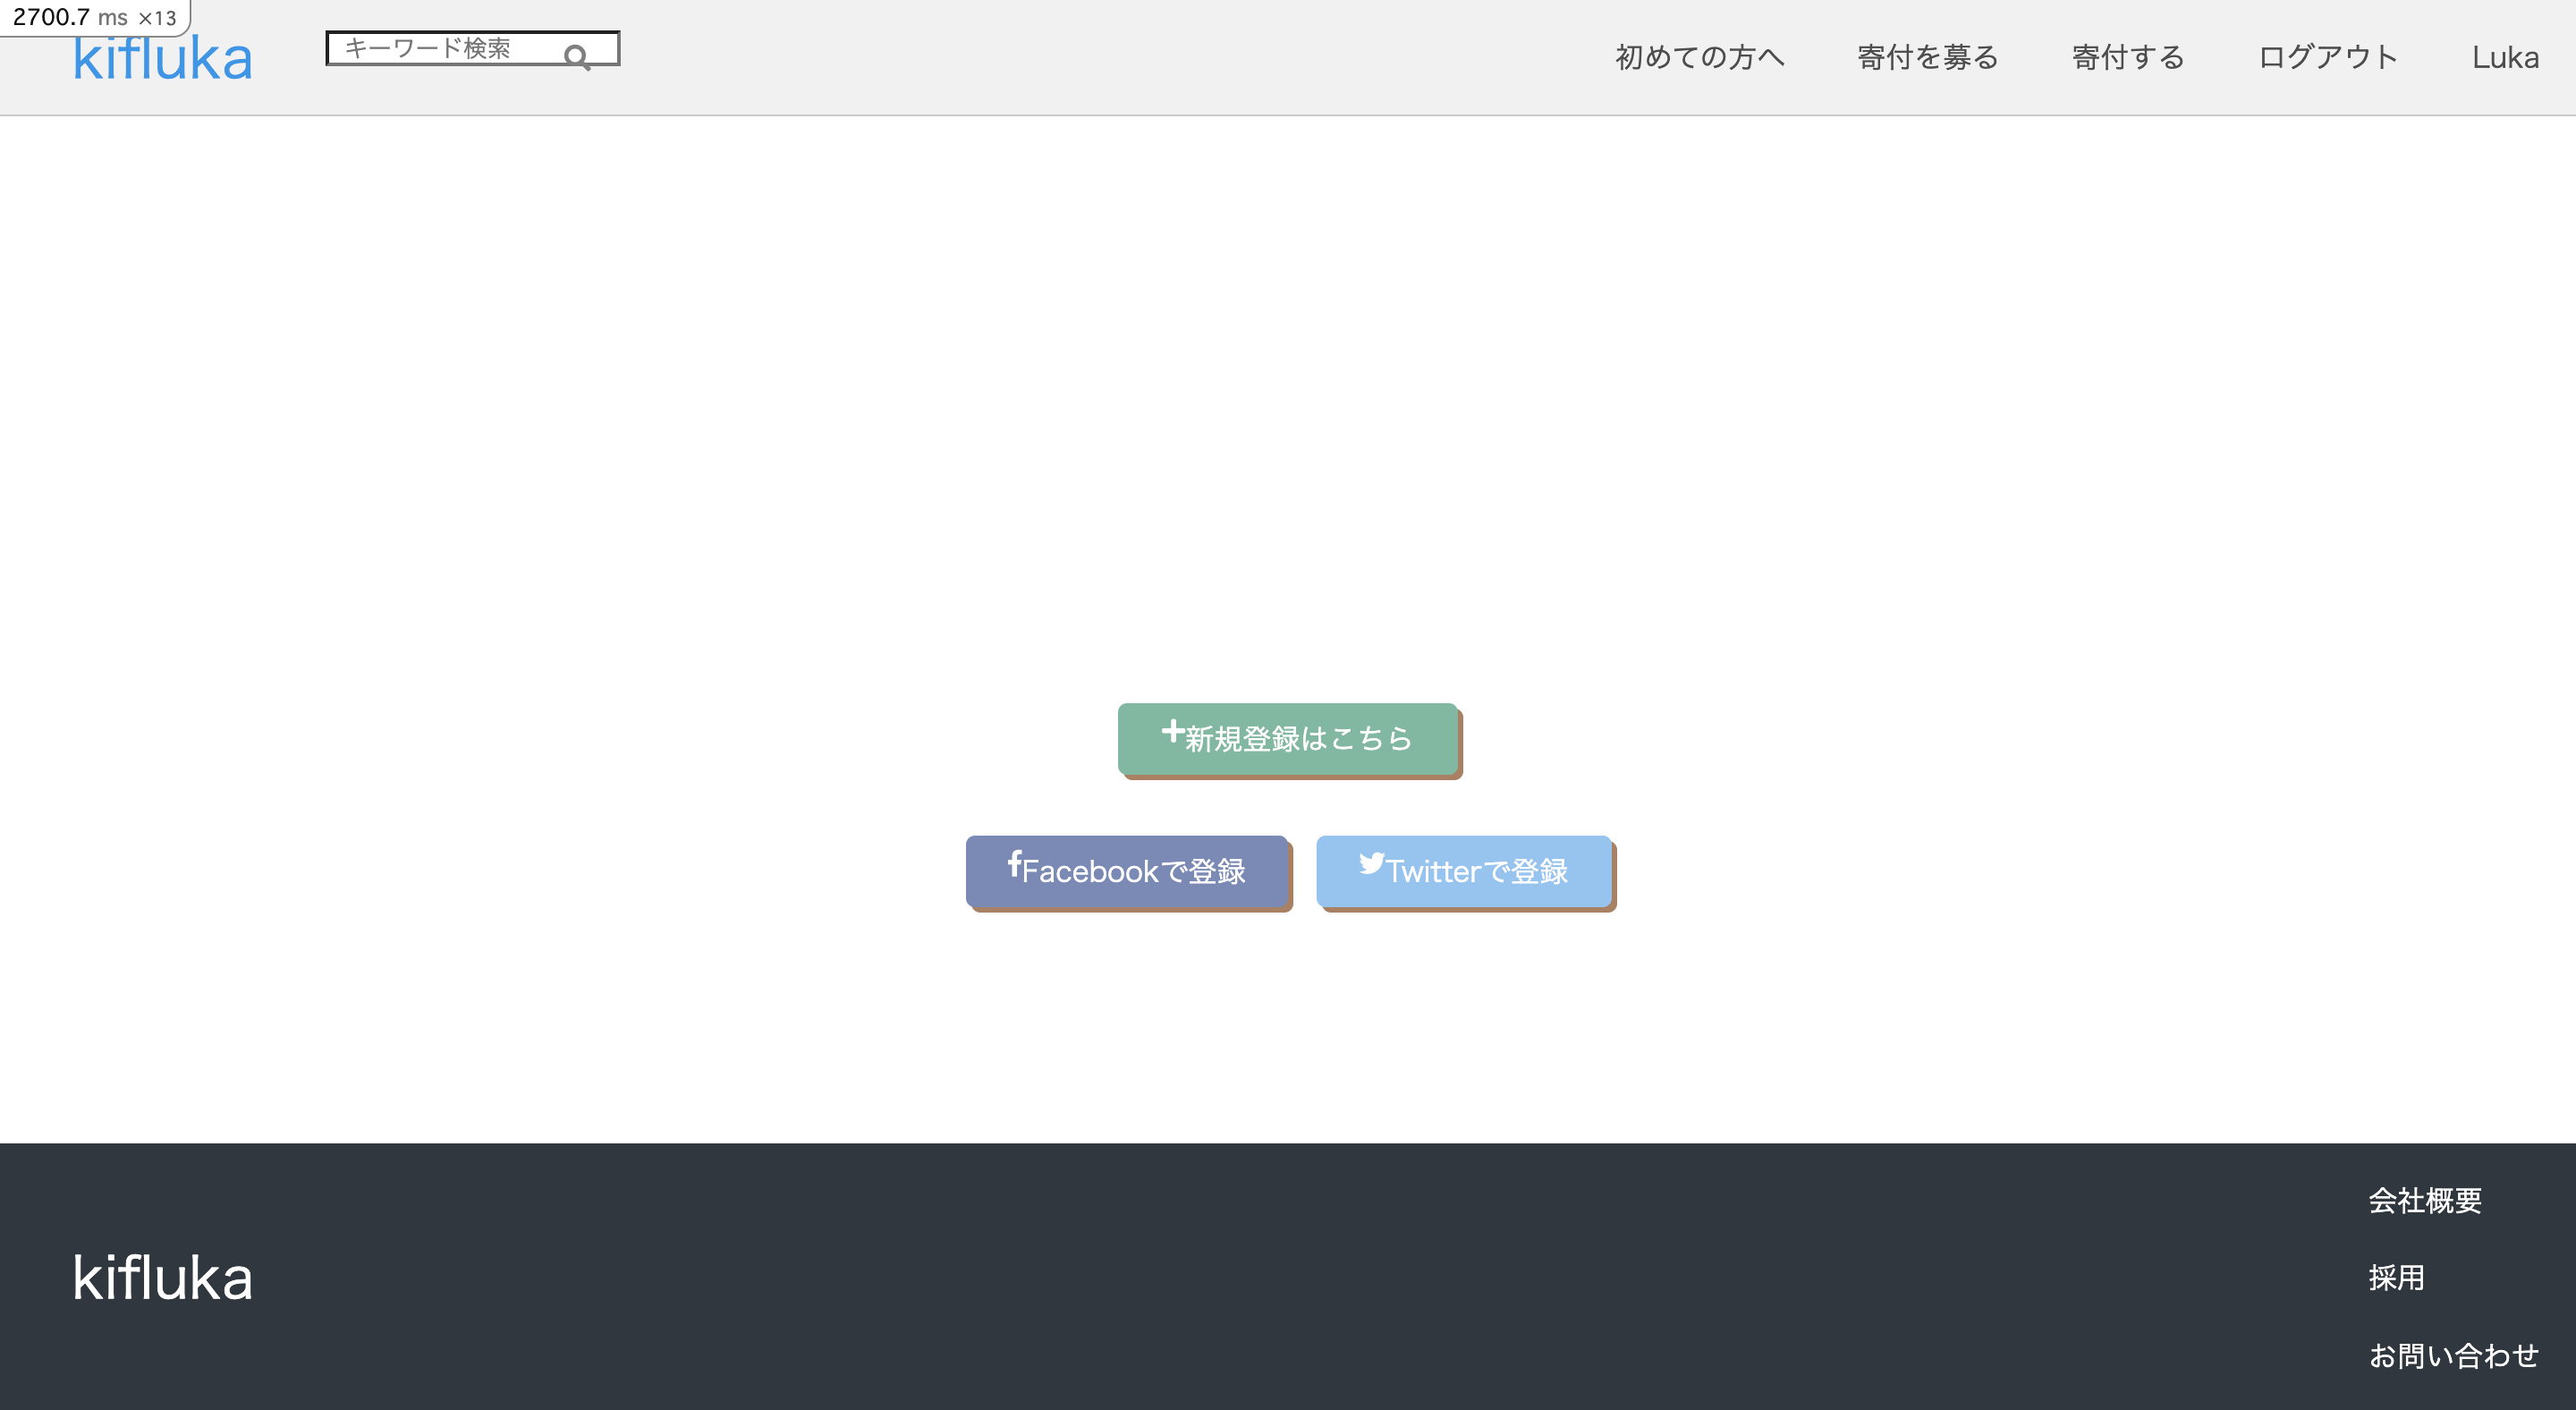 2700.7 ms ×13
kifluka
キーワード検索
初めての方へ 寄付を募る 寄付する ログアウト Luka
新規登録はこちら
Facebookで登録 Twitterで登録
会社概要
kifluka
採用
お問い合わせ